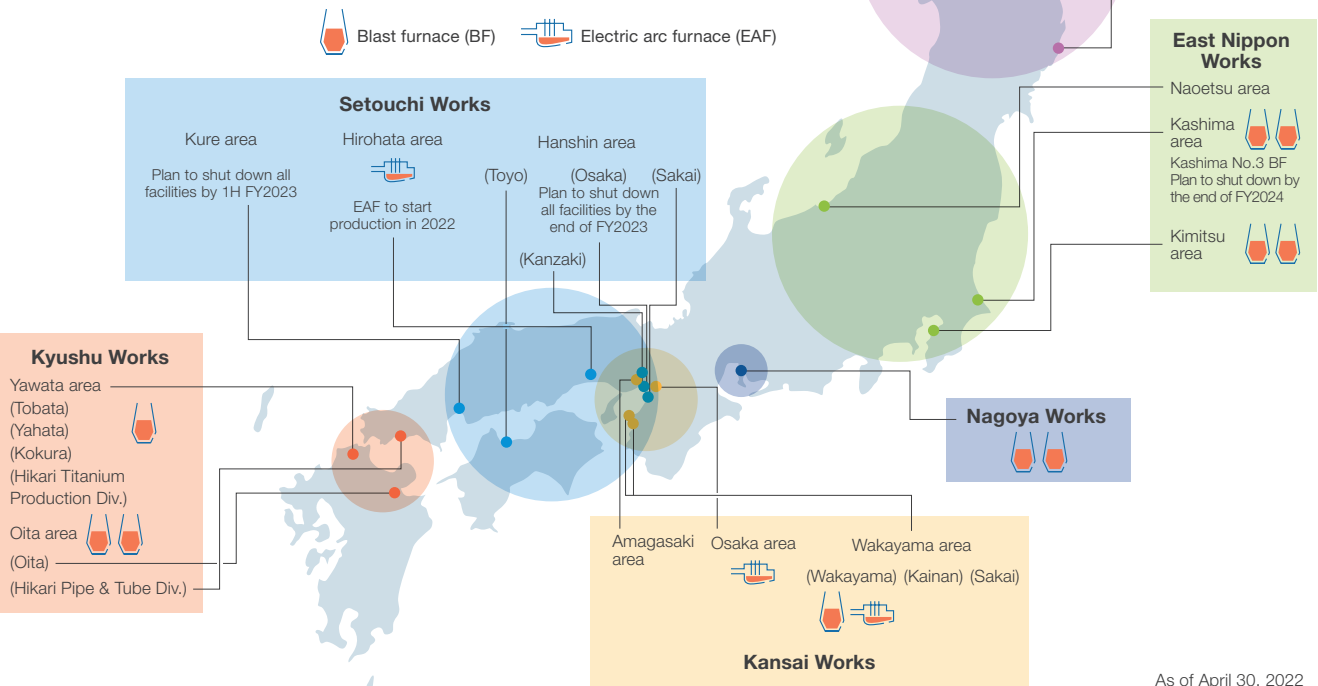 Blast furnace (BF)
Electric arc furnace (EAF)
East Nippon
Works
Naoetsu area
Kashima
area
Kashima No.3 BF
Plan to shut down by
the end of FY2024
Kimitsu
area
Setouchi Works
Kure area
Plan to shut down all
facilities by 1H FY2023
Hirohata area
EAF to start
production in 2022
Hanshin area
(Toyo)
(Osaka)
Plan to shut down
all facilities by the
end of FY2023
(Sakai)
(Kanzaki)
Kyushu Works
Yawata area
(Tobata)
(Yahata)
(Kokura)
(Hikari Titanium
Production Div.)
Oita area
(Oita)
(Hikari Pipe & Tube Div.)
Nagoya Works
Amagasaki
area
Osaka area
Wakayama area
(Wakayama) (Kainan) (Sakai)
Kansai Works
As of April 30, 2022